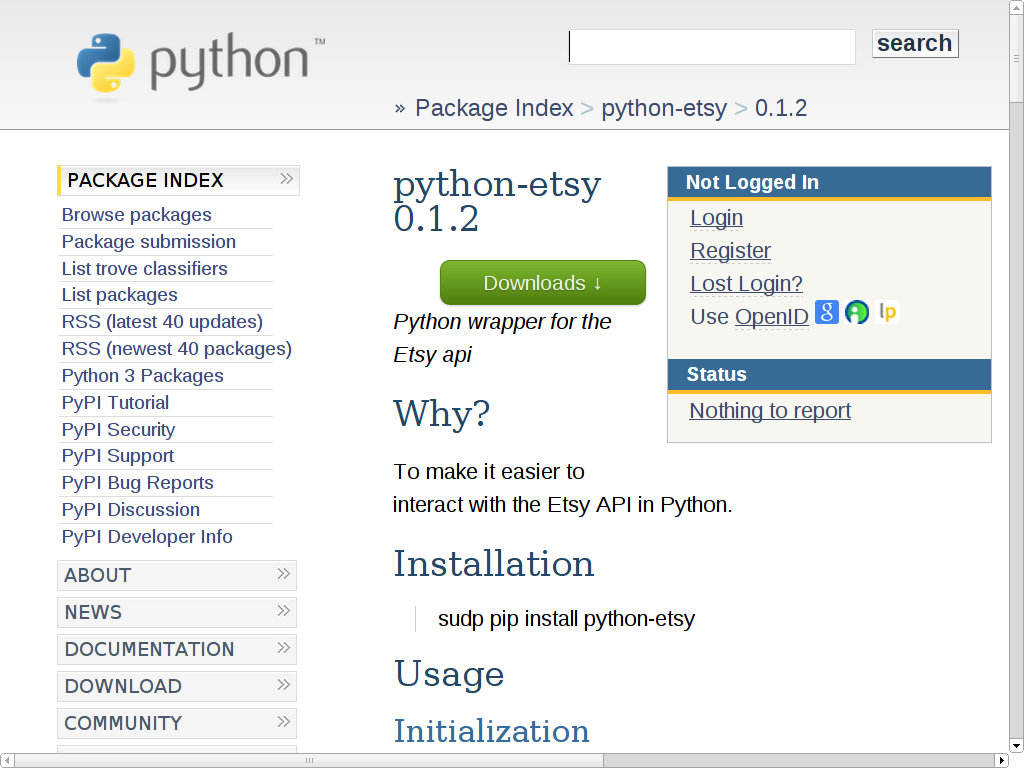 python™
search
» Package Index > python-etsy > 0.1.2
PACKAGE INDEX
Browse packages
Package submission
List trove classifiers
List packages
RSS (latest 40 updates)
RSS (newest 40 packages)
Python 3 Packages
PyPI Tutorial
PyPI Security
PyPI Support
PyPI Bug Reports
PyPI Discussion
PyPI Developer Info
ABOUT
NEWS
DOCUMENTATION
DOWNLOAD
COMMUNITY
python-etsy
0.1.2
Downloads ↓
Python wrapper for the
Etsy api
Why?
To make it easier to
interact with the Etsy API in Python.
Installation
sudp pip install python-etsy
Usage
Initialization
Not Logged In
Login
Register
Lost Login?
Use OpenID g lp
Status
Nothing to report